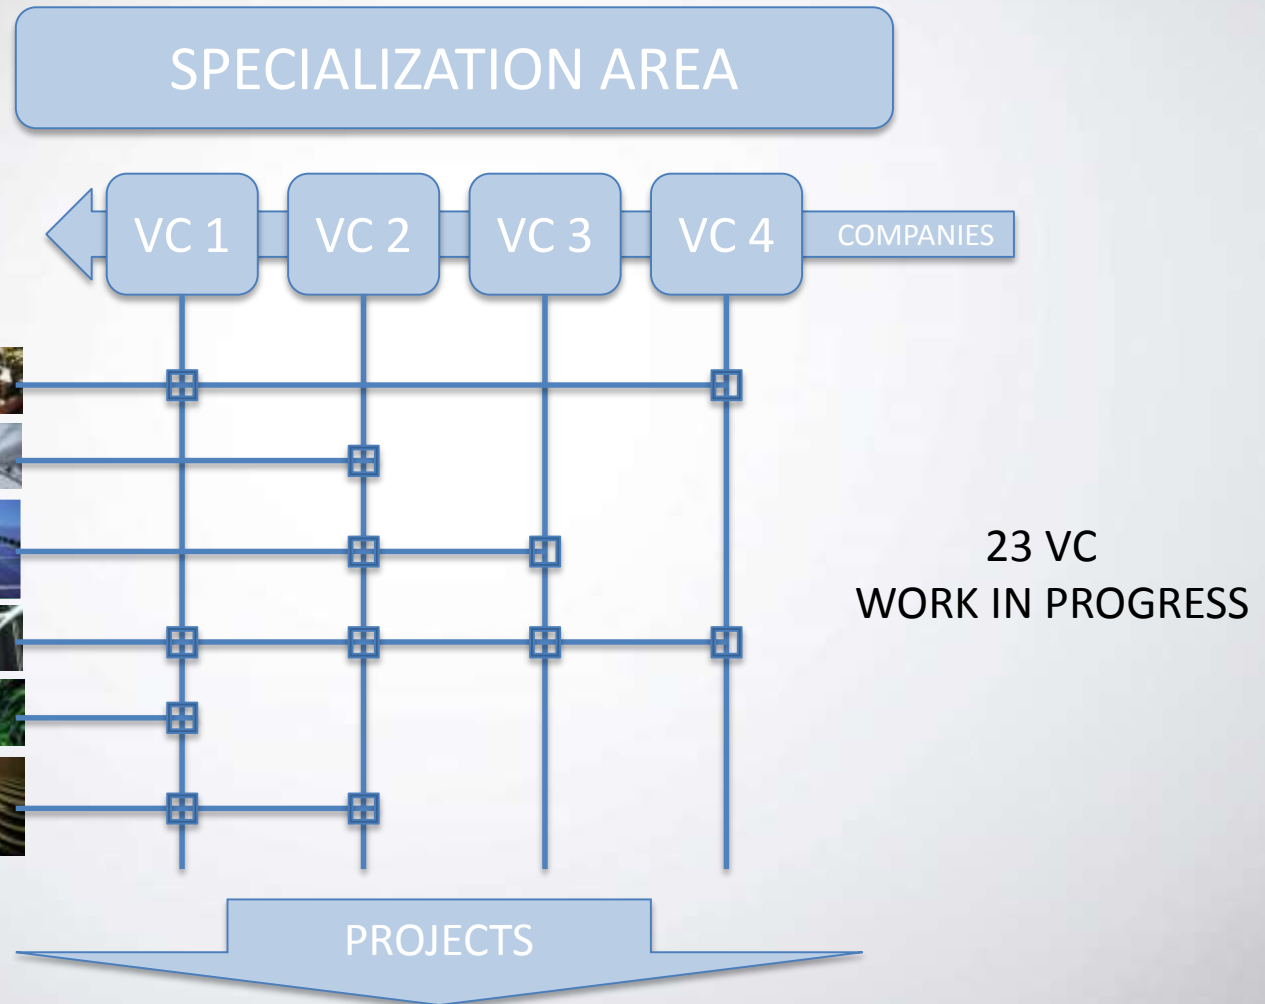 SPECIALIZATION AREA
VC 1
VC 2
VC 3
VC 4
COMPANIES
23 VC
WORK IN PROGRESS
PROJECTS